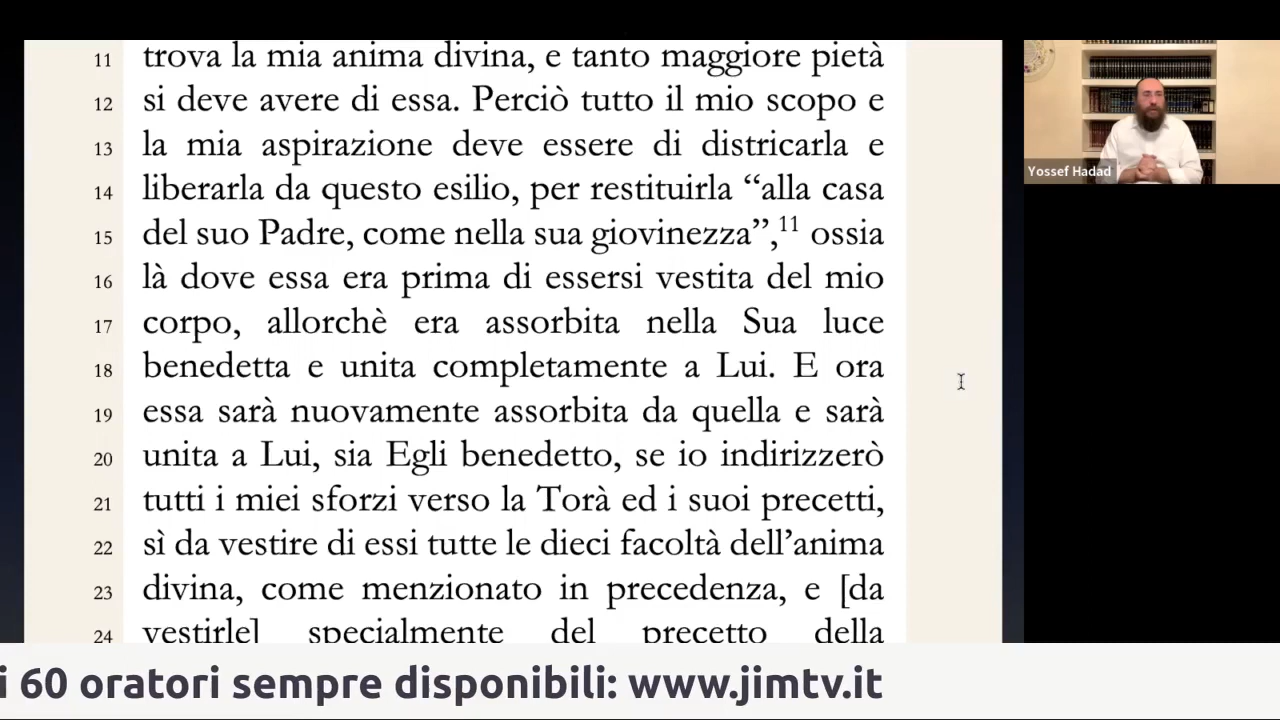 11 trova la mia anima divina, e tanto maggiore pietà
12 si deve avere di essa. Perciò tutto il mio scopo e
13 la mia aspirazione deve essere di districarla e
14 liberarla da questo esilio, per restituirla “alla casa
15 del suo Padre, come nella sua giovinezza”,11 ossia
16 là dove essa era prima di essersi vestita del mio
17 corpo, allorchè era assorbita nella Sua luce
18 benedetta e unita completamente a Lui. E ora
19 essa sarà nuovamente assorbita da quella e sarà
20 unita a Lui, sia Egli benedetto, se io indirizzerò
21 tutti i miei sforzi verso la Torà ed i suoi precetti,
22 sì da vestire di essi tutte le dieci facoltà dell’anima
23 divina, come menzionato in precedenza, e [da
24 vestirle] specialmente del precetto della
Yossef Hadad
i 60 oratori sempre disponibili: www.jimtv.it